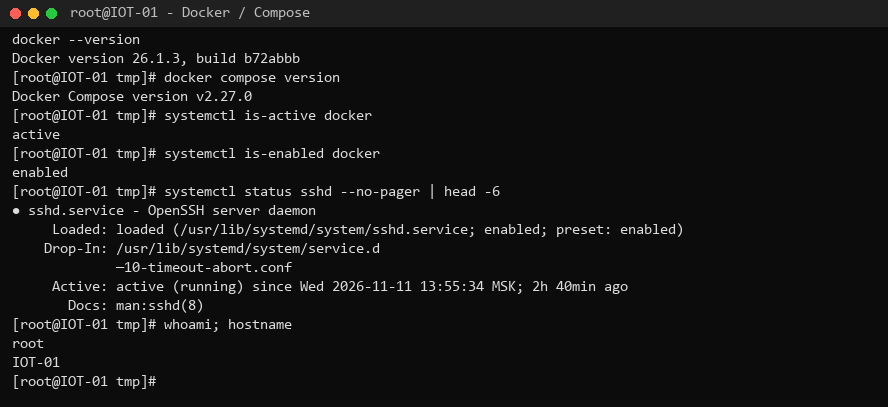 root@IOT-01 - Docker / Compose
docker --version
Docker version 26.1.3, build b72abbb
[root@IOT-01 tmp]# docker compose version
Docker Compose version v2.27.0
[root@IOT-01 tmp]# systemctl is-active docker
active
[root@IOT-01 tmp]# systemctl is-enabled docker
enabled
[root@IOT-01 tmp]# systemctl status sshd --no-pager | head -6
● sshd.service - OpenSSH server daemon
     Loaded: loaded (/usr/lib/systemd/system/sshd.service; enabled; preset: enabled)
    Drop-In: /usr/lib/systemd/system/service.d
             ─10-timeout-abort.conf
     Active: active (running) since Wed 2026-11-11 13:55:34 MSK; 2h 40min ago
       Docs: man:sshd(8)
[root@IOT-01 tmp]# whoami; hostname
root
IOT-01
[root@IOT-01 tmp]#